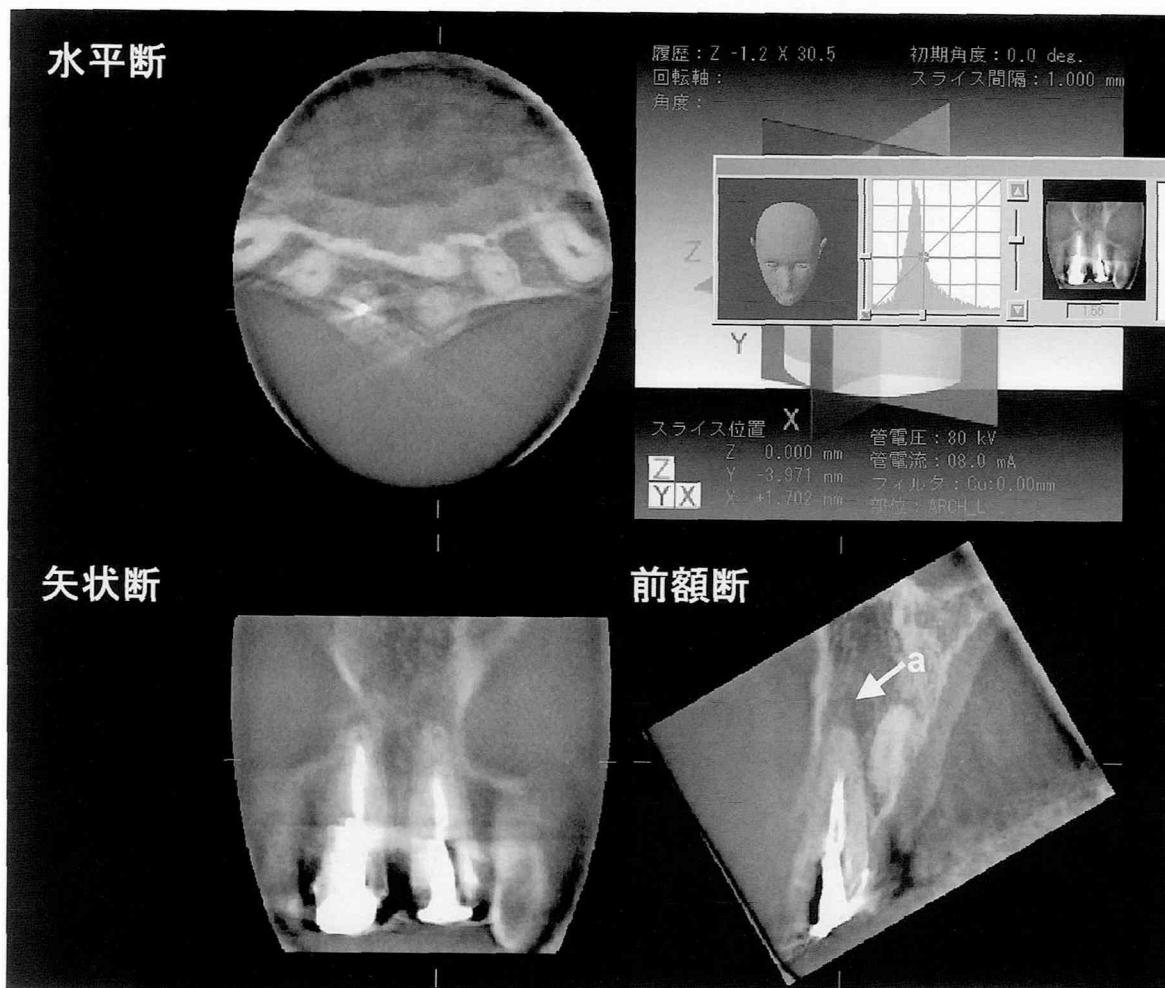 水平断
履歴：Z -1.2 X 30.5
初期角度：0.0 deg.
回転軸：
スライス間隔：1.000 mm
角度：
Z
Y
1.56
X
スライス位置
Z 0.000 mm
Y -3.971 mm
X +1.702 mm
管電圧：80 kV
管電流：08.0 mA
フィルタ：Cu:0.00mm
部位：ARCH_L
Z
Y X
矢状断
前額断
a